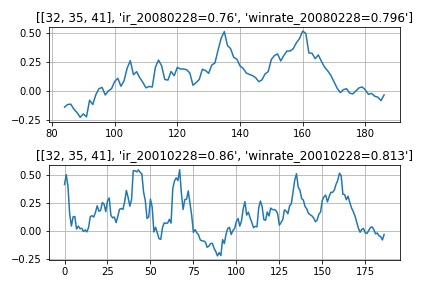 [[32, 35, 41], 'ir_20080228=0.76', 'winrate_20080228=0.796']
0.50
0.25
0.00
−0.25
80 100 120 140 160 180
[[32, 35, 41], 'ir_20010228=0.86', 'winrate_20010228=0.813']
0.50
0.25
0.00
−0.25
0 25 50 75 100 125 150 175